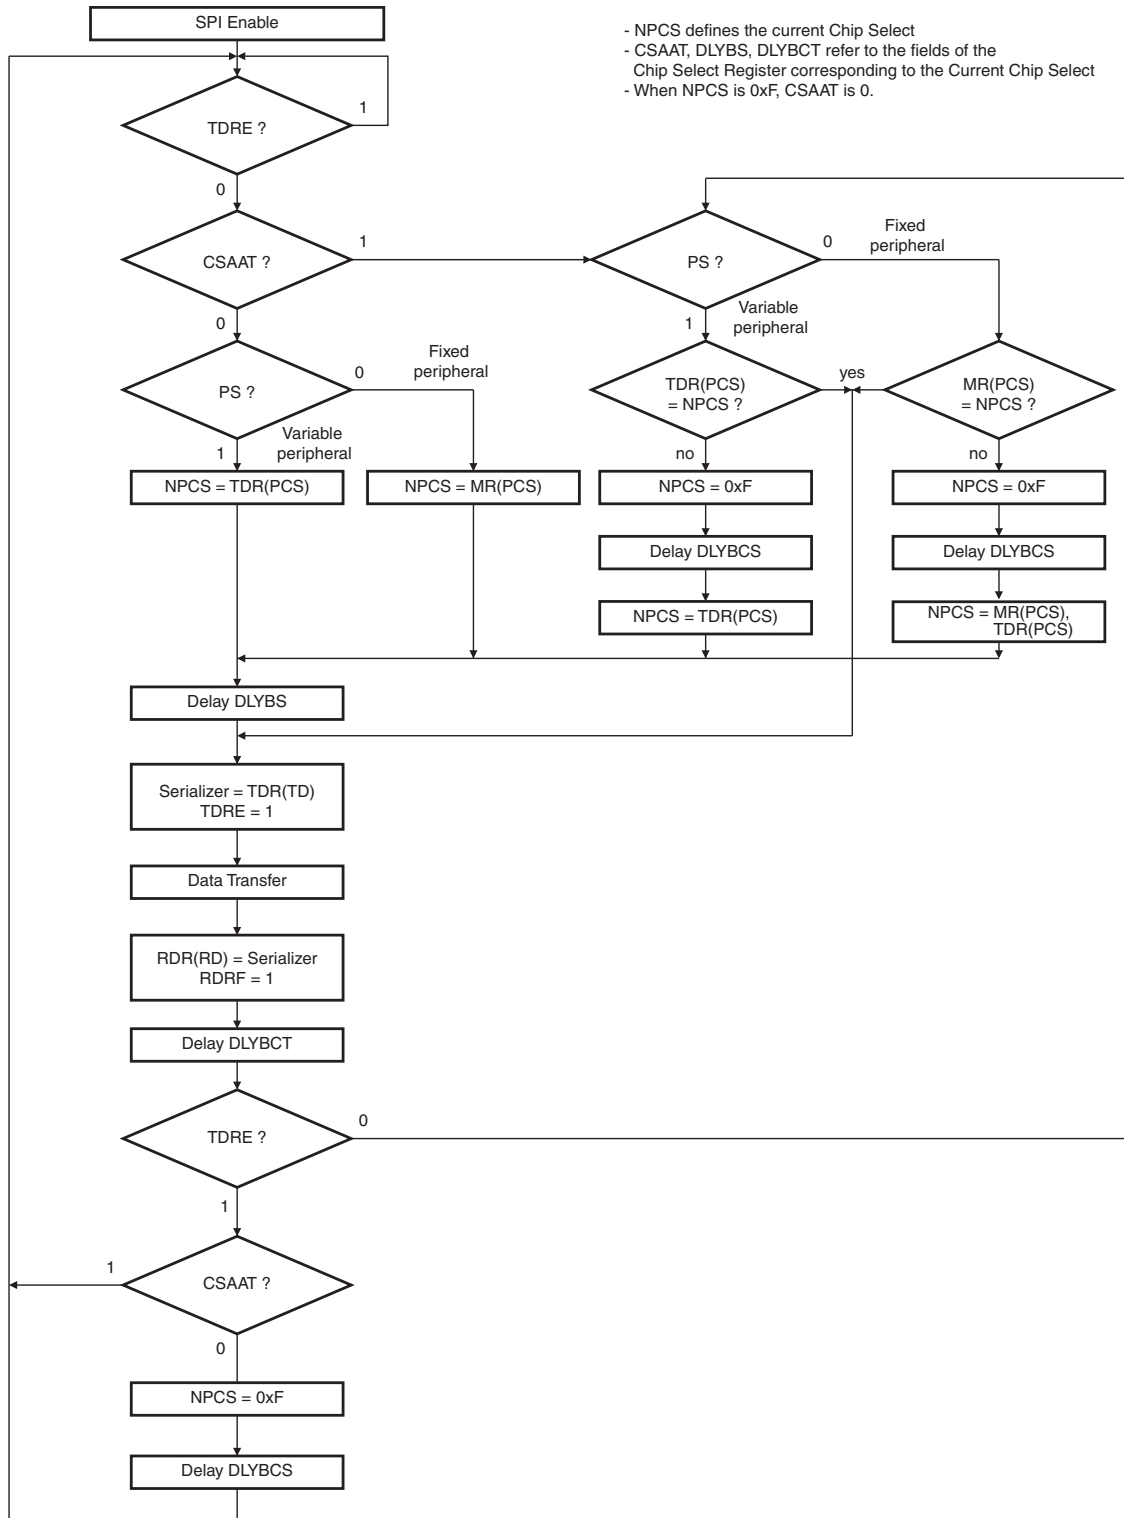 SPI Enable
- NPCS defines the current Chip Select
- CSAAT, DLYBS, DLYBCT refer to the fields of the
Chip Select Register corresponding to the Current Chip Select
- When NPCS is 0xF, CSAAT is 0.
TDRE ?
1
0
CSAAT ?
1
0
PS ?
0
Fixed
peripheral
1
Variable
peripheral
PS ?
0
Fixed
peripheral
1
Variable
peripheral
TDR(PCS)
= NPCS ?
yes
MR(PCS)
= NPCS ?
no
no
NPCS = TDR(PCS)
NPCS = MR(PCS)
NPCS = 0xF
NPCS = 0xF
Delay DLYBCS
Delay DLYBCS
NPCS = TDR(PCS)
NPCS = MR(PCS),
TDR(PCS)
Delay DLYBS
Serializer = TDR(TD)
TDRE = 1
Data Transfer
RDR(RD) = Serializer
RDRF = 1
Delay DLYBCT
TDRE ?
0
1
CSAAT ?
1
0
NPCS = 0xF
Delay DLYBCS